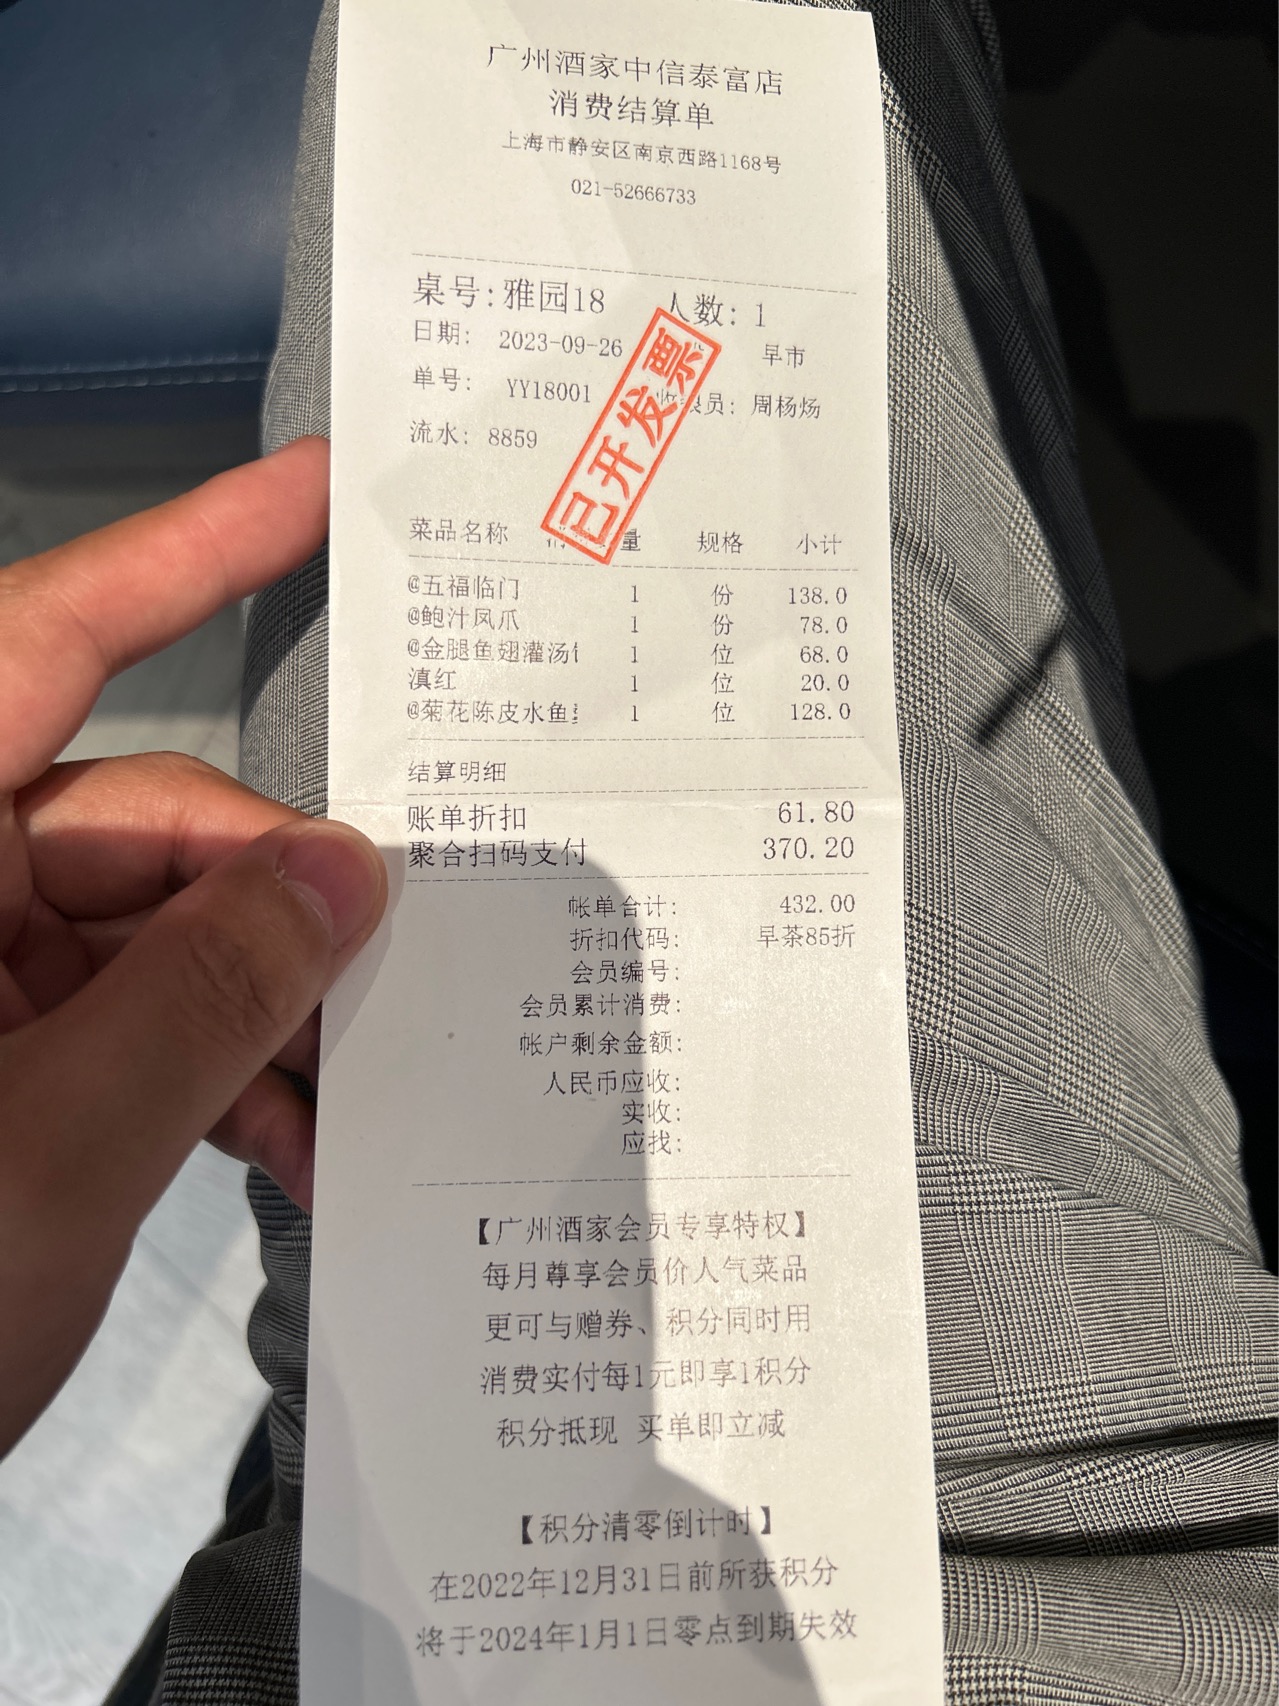 广州酒家中信泰富店
消费结算单
上海市静安区南京西路1168号
021-52666733
桌号:雅园18 人数: 1
日期: 2023-09-26 早市
单号: YY18001 员: 周杨炀
流水: 8859
已开发票
菜品名称 量 规格 小计
@五福临门 1 份 138.0
@鲍汁凤爪 1 份 78.0
@金腿鱼翅灌汤 1 位 68.0
滇红 1 位 20.0
@菊花陈皮水鱼 1 位 128.0
结算明细
账单折扣 61.80
聚合扫码支付 370.20
帐单合计: 432.00
折扣代码: 早茶85折
会员编号:
会员累计消费:
帐户剩余金额:
人民币应收:
实收:
应找:
【广州酒家会员专享特权】
每月尊享会员价人气菜品
更可与赠券、积分同时用
消费实付每1元即享1积分
积分抵现 买单即立减
【积分清零倒计时】
在2022年12月31日前所获积分
将于2024年1月1日零点到期失效